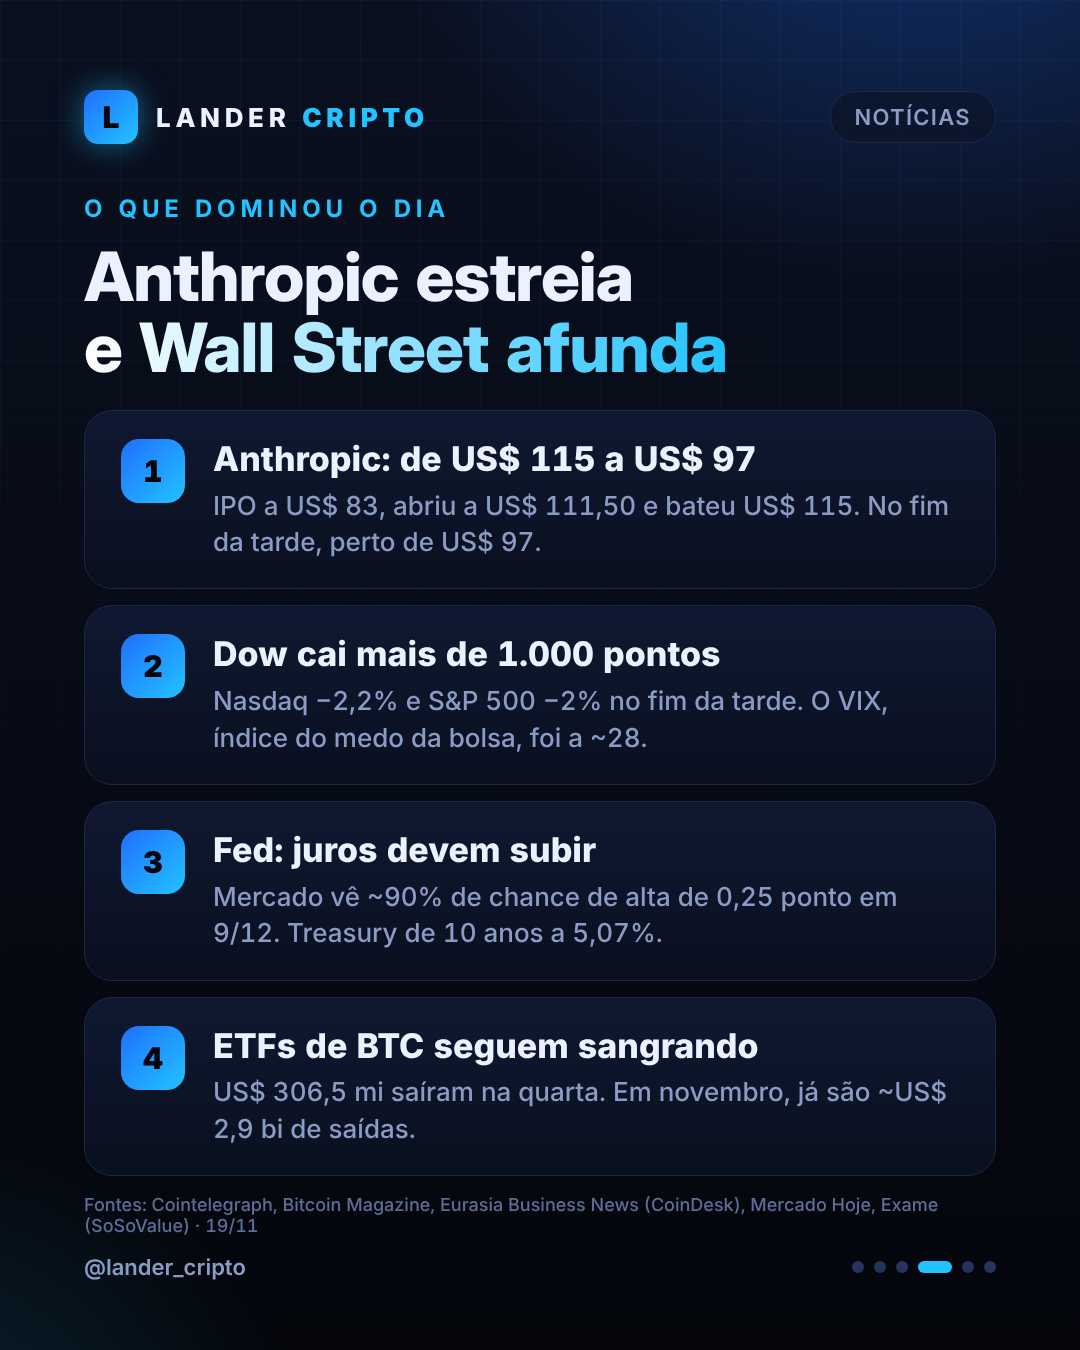 L LANDER CRIPTO
NOTÍCIAS
O QUE DOMINOU O DIA
Anthropic estreia
e Wall Street afunda
1
Anthropic: de US$ 115 a US$ 97
IPO a US$ 83, abriu a US$ 111,50 e bateu US$ 115. No fim
da tarde, perto de US$ 97.
2
Dow cai mais de 1.000 pontos
Nasdaq −2,2% e S&P 500 −2% no fim da tarde. O VIX,
índice do medo da bolsa, foi a ~28.
3
Fed: juros devem subir
Mercado vê ~90% de chance de alta de 0,25 ponto em
9/12. Treasury de 10 anos a 5,07%.
4
ETFs de BTC seguem sangrando
US$ 306,5 mi saíram na quarta. Em novembro, já são ~US$
2,9 bi de saídas.
Fontes: Cointelegraph, Bitcoin Magazine, Eurasia Business News (CoinDesk), Mercado Hoje, Exame
(SoSoValue) · 19/11
@lander_cripto